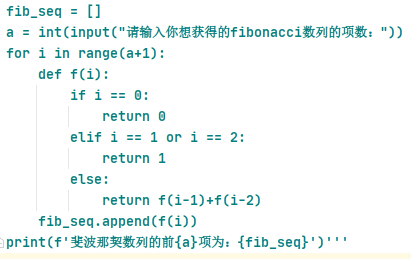 fib_seq = []
a = int(input("请输入你想获得的fibonacci数列的项数："))
for i in range(a+1):
    def f(i):
        if i == 0:
            return 0
        elif i == 1 or i == 2:
            return 1
        else:
            return f(i-1)+f(i-2)
    fib_seq.append(f(i))
print(f'斐波那契数列的前{a}项为：{fib_seq}')'''